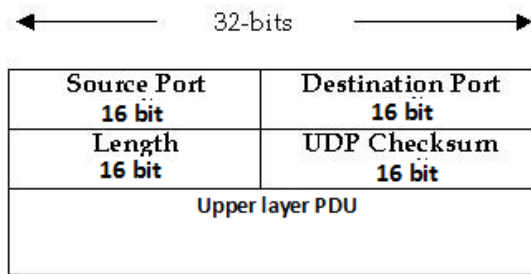 32-bits
Source Port Destination Port
16 bit 16 bit
Length UDP Checksum
16 bit 16 bit
Upper layer PDU